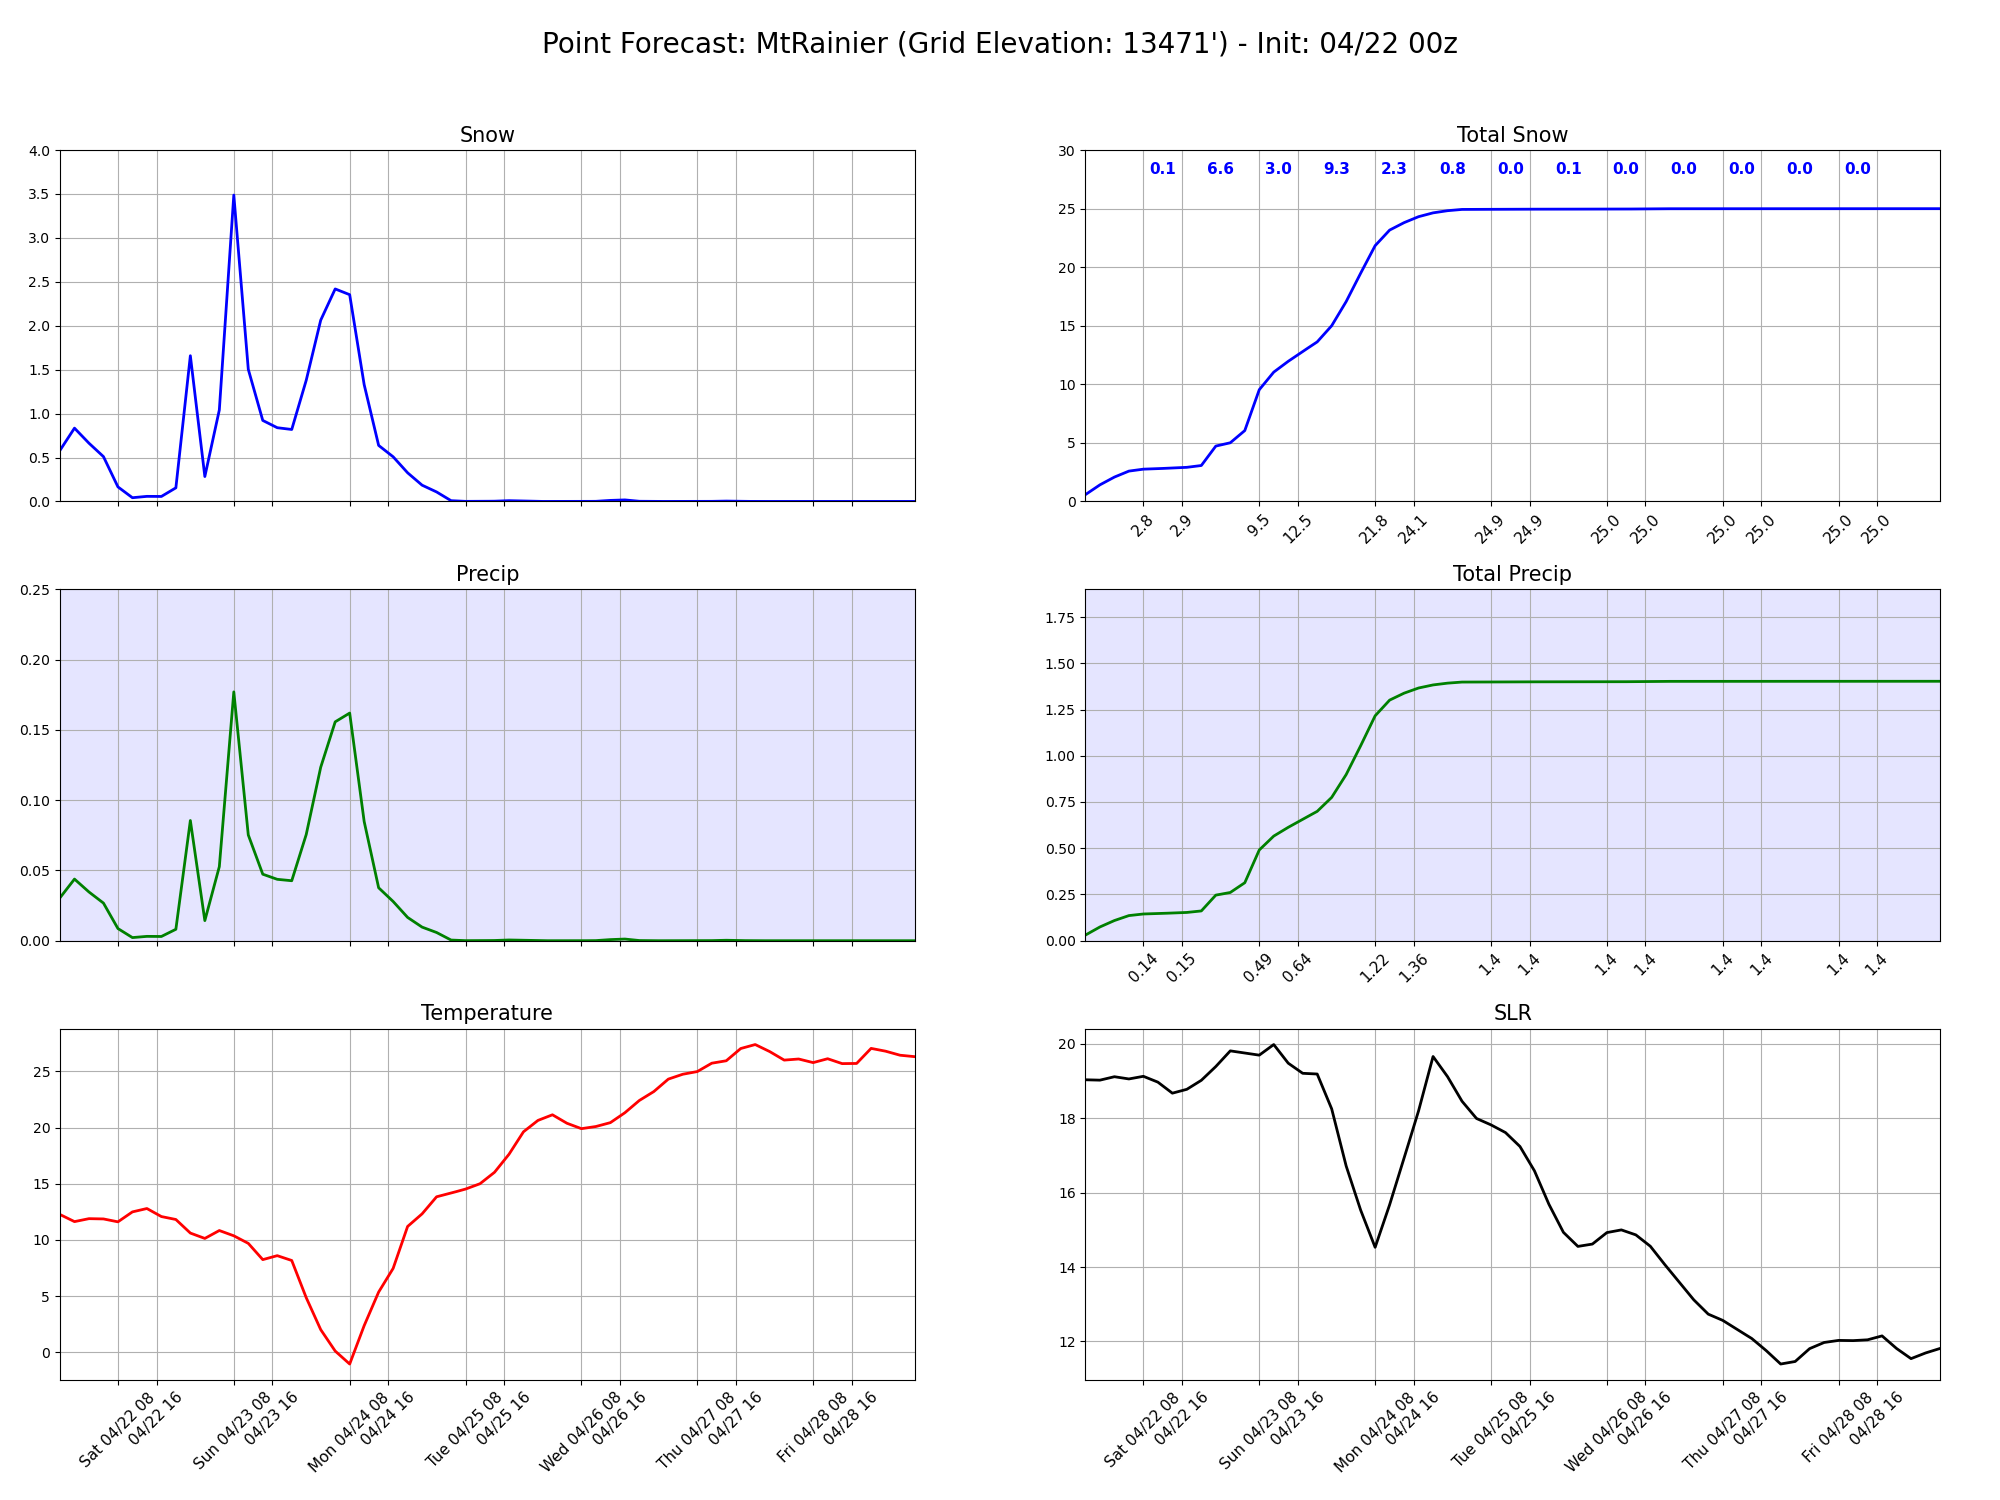 Point Forecast: MtRainier (Grid Elevation: 13471') - Init: 04/22 00z
Snow
4.0
3.5
3.0
2.5
2.0
1.5
1.0
0.5
0.0
Total Snow
30
25
20
15
10
5
0
0.1 6.6 3.0 9.3 2.3 0.8 0.0 0.1 0.0 0.0 0.0 0.0 0.0
2.8 2.9 9.5 12.5 21.8 24.1 24.9 24.9 25.0 25.0 25.0 25.0 25.0 25.0
Precip
0.25
0.20
0.15
0.10
0.05
0.00
Total Precip
1.75
1.50
1.25
1.00
0.75
0.50
0.25
0.00
0.14 0.15 0.49 0.64 1.22 1.36 1.4 1.4 1.4 1.4 1.4 1.4 1.4 1.4
Temperature
25
20
15
10
5
0
Sat 04/22 08
04/22 16
Sun 04/23 08
04/23 16
Mon 04/24 08
04/24 16
Tue 04/25 08
04/25 16
Wed 04/26 08
04/26 16
Thu 04/27 08
04/27 16
Fri 04/28 08
04/28 16
SLR
20
18
16
14
12
Sat 04/22 08
04/22 16
Sun 04/23 08
04/23 16
Mon 04/24 08
04/24 16
Tue 04/25 08
04/25 16
Wed 04/26 08
04/26 16
Thu 04/27 08
04/27 16
Fri 04/28 08
04/28 16